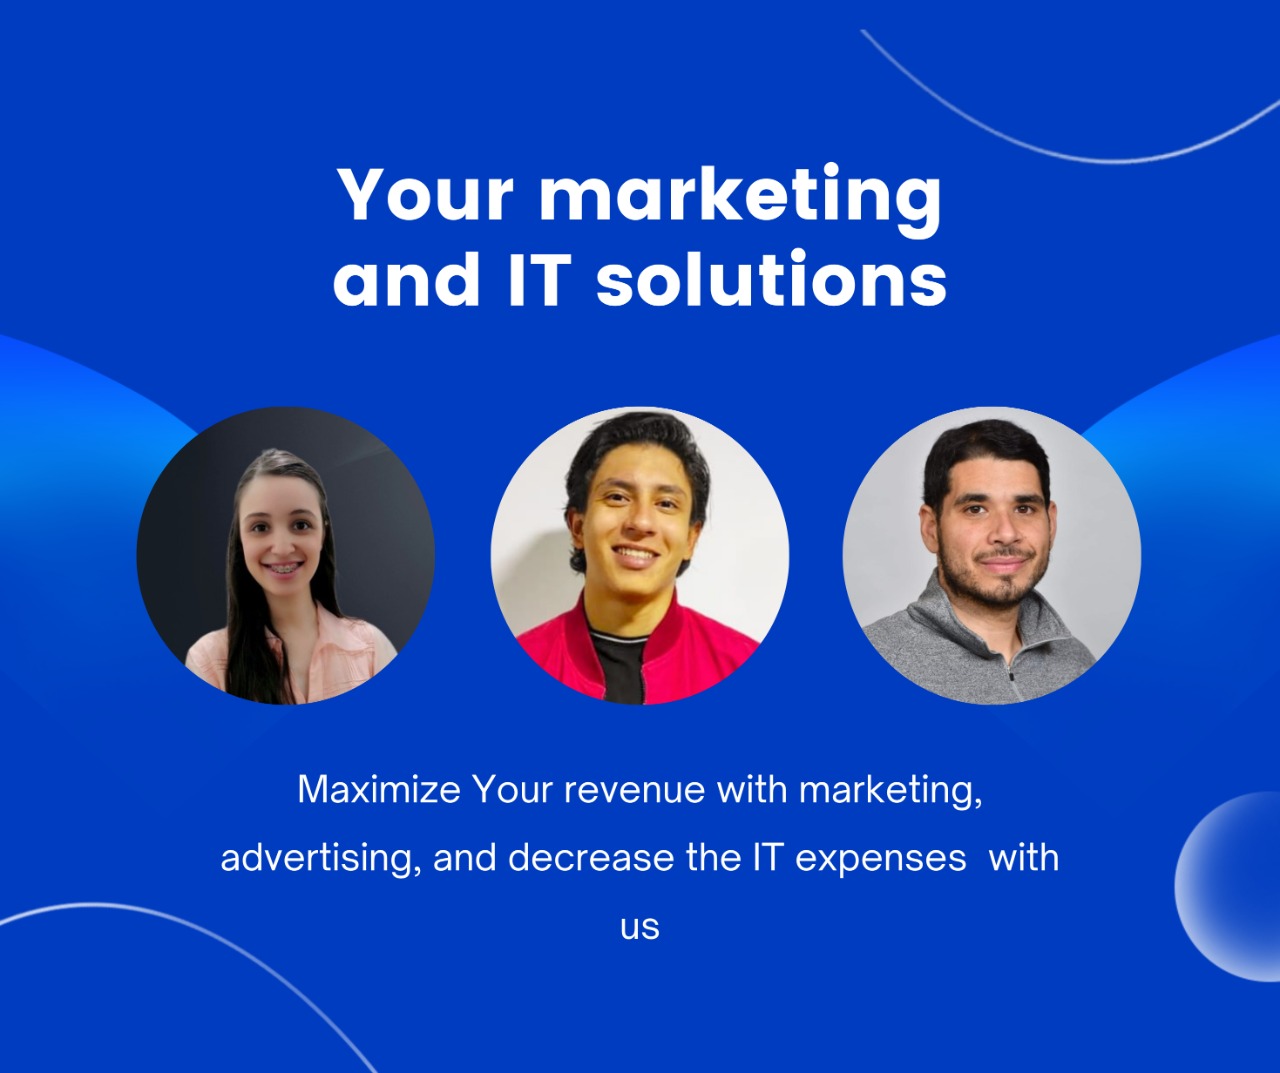 Your marketing
and IT solutions
Maximize Your revenue with marketing,
advertising, and decrease the IT expenses  with
us